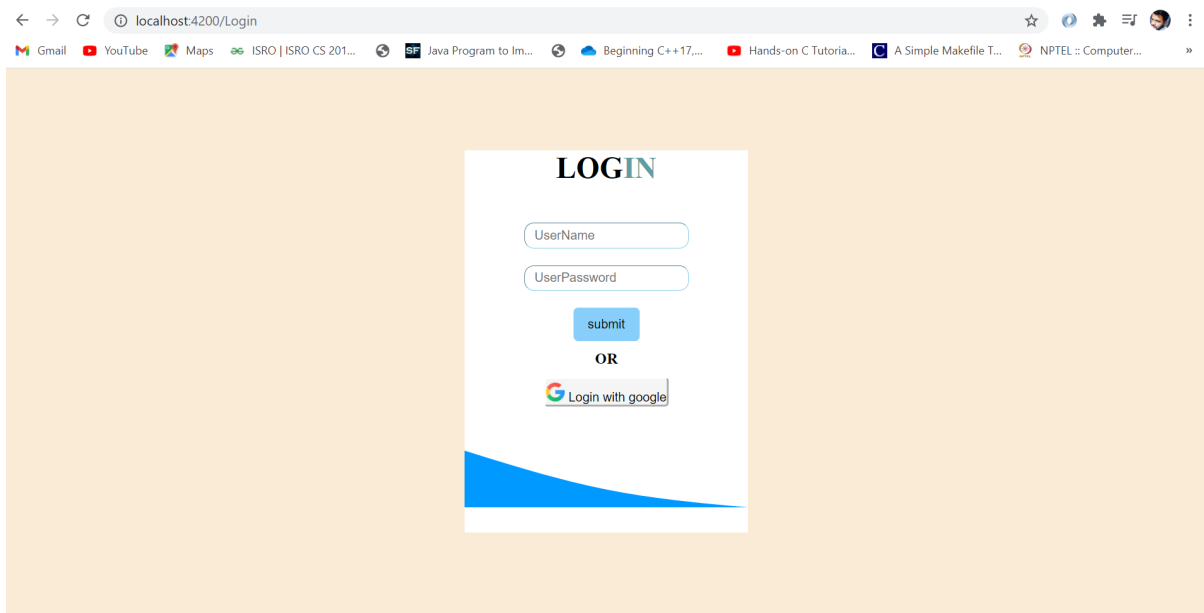 localhost:4200/Login
Gmail YouTube Maps ISRO | ISRO CS 201... SF Java Program to Im... Beginning C++17,... Hands-on C Tutoria... C A Simple Makefile T... NPTEL :: Computer... »
LOGIN
UserName
UserPassword
submit
OR
Login with google